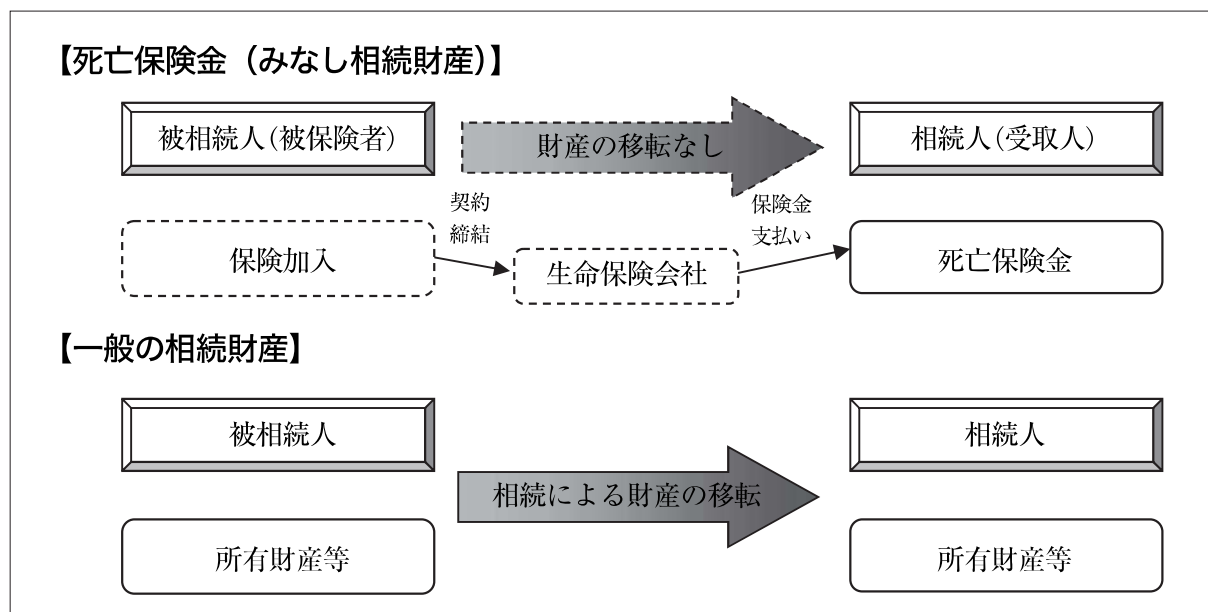 【死亡保険金（みなし相続財産）】
被相続人（被保険者）
財産の移転なし
相続人（受取人）
契約
締結
保険金
支払い
保険加入
生命保険会社
死亡保険金
【一般の相続財産】
被相続人
相続人
相続による財産の移転
所有財産等
所有財産等